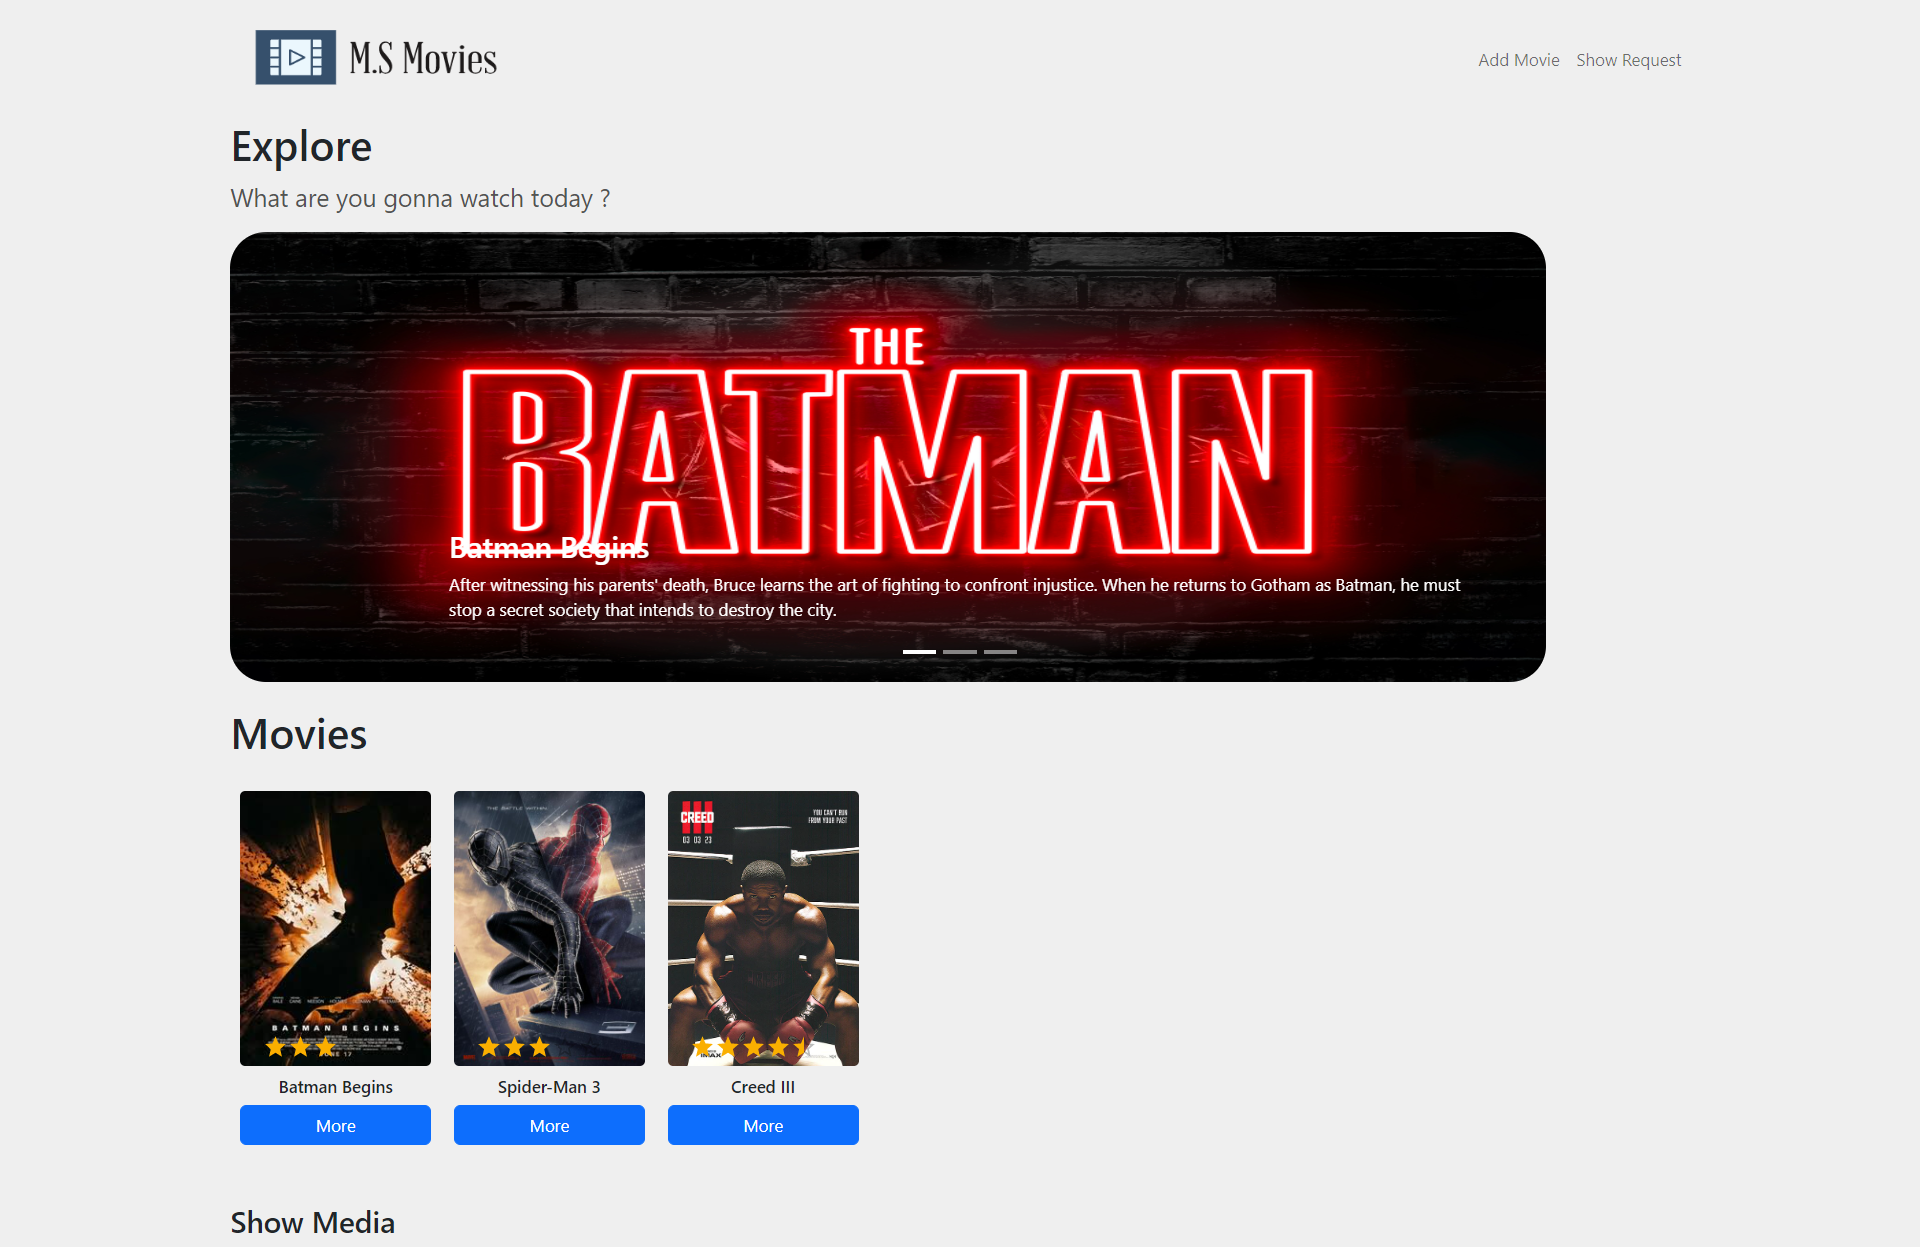 M.S Movies
Add Movie Show Request
Explore
What are you gonna watch today ?
THE
BATMAN
Batman Begins
After witnessing his parents' death, Bruce learns the art of fighting to confront injustice. When he returns to Gotham as Batman, he must
stop a secret society that intends to destroy the city.
Movies
BATMAN BEGINS
JUNE 17
THE BATTLE WITHIN
CREED
III
03 03 23
YOU CAN'T RUN
FROM YOUR PAST
IMAX
Batman Begins
Spider-Man 3
Creed III
More
More
More
Show Media